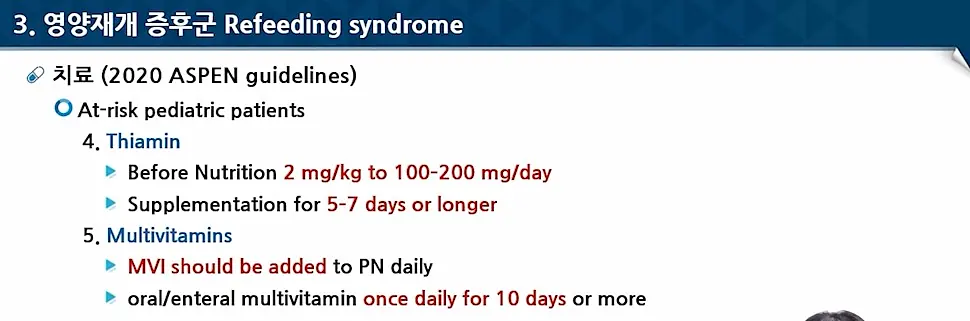 3. 영양재개 증후군 Refeeding syndrome
치료 (2020 ASPEN guidelines)
At-risk pediatric patients
4. Thiamin
Before Nutrition 2 mg/kg to 100-200 mg/day
Supplementation for 5-7 days or longer
5. Multivitamins
MVI should be added to PN daily
oral/enteral multivitamin once daily for 10 days or more